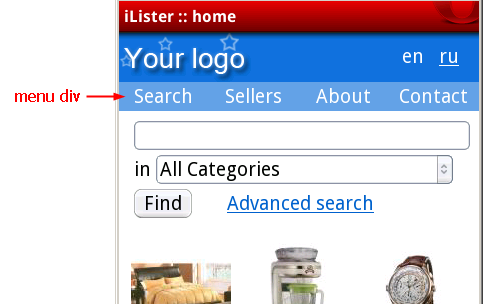 iLister :: home
Your logo
en ru
menu div
Search Sellers About Contact
in All Categories
Find Advanced search